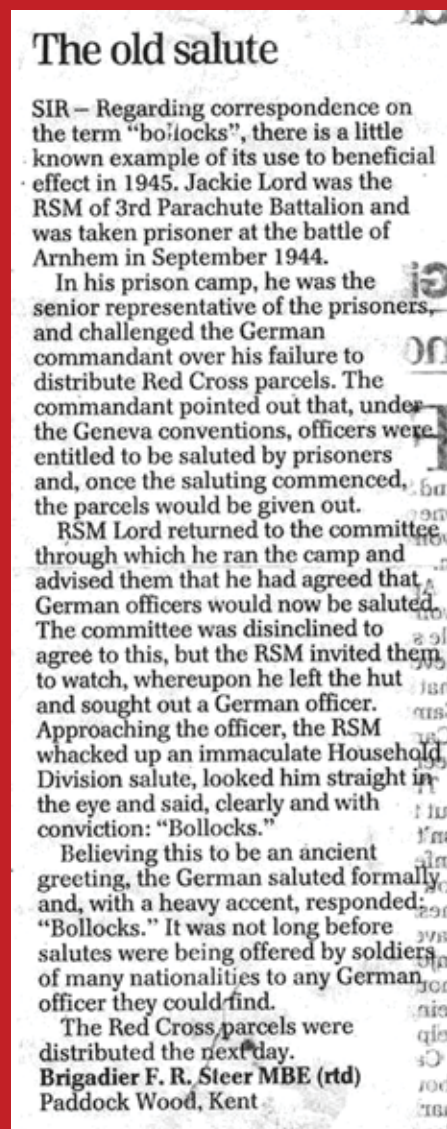 The old salute
SIR – Regarding correspondence on
the term “bollocks”, there is a little
known example of its use to beneficial
effect in 1945. Jackie Lord was the
RSM of 3rd Parachute Battalion and
was taken prisoner at the battle of
Arnhem in September 1944.
In his prison camp, he was the
senior representative of the prisoners,
and challenged the German
commandant over his failure to
distribute Red Cross parcels. The
commandant pointed out that, under
the Geneva conventions, officers were
entitled to be saluted by prisoners
and, once the saluting commenced,
the parcels would be given out.
RSM Lord returned to the committee
through which he ran the camp and
advised them that he had agreed that
German officers would now be saluted.
The committee was disinclined to
agree to this, but the RSM invited them
to watch, whereupon he left the hut
and sought out a German officer.
Approaching the officer, the RSM
whacked up an immaculate Household
Division salute, looked him straight in
the eye and said, clearly and with
conviction: “Bollocks.”
Believing this to be an ancient
greeting, the German saluted formally
and, with a heavy accent, responded:
“Bollocks.” It was not long before
salutes were being offered by soldiers
of many nationalities to any German
officer they could find.
The Red Cross parcels were
distributed the next day.
Brigadier F. R. Steer MBE (rtd)
Paddock Wood, Kent